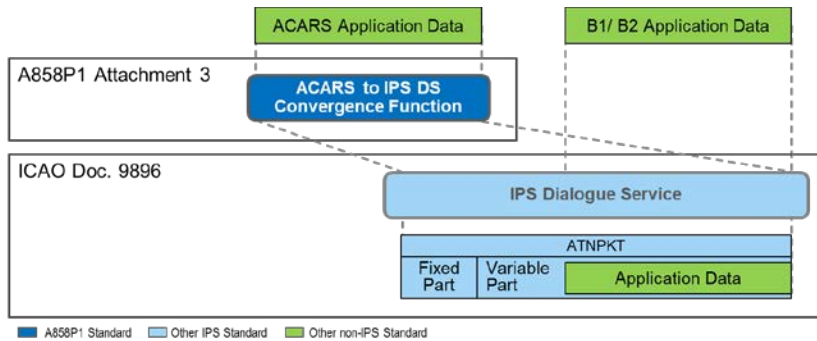 ACARS Application Data
B1/ B2 Application Data
A858P1 Attachment 3
ACARS to IPS DS
Convergence Function
ICAO Doc. 9896
IPS Dialogue Service
ATNPKT
Fixed
Part
Variable
Part
Application Data
A858P1 Standard
Other IPS Standard
Other non-IPS Standard